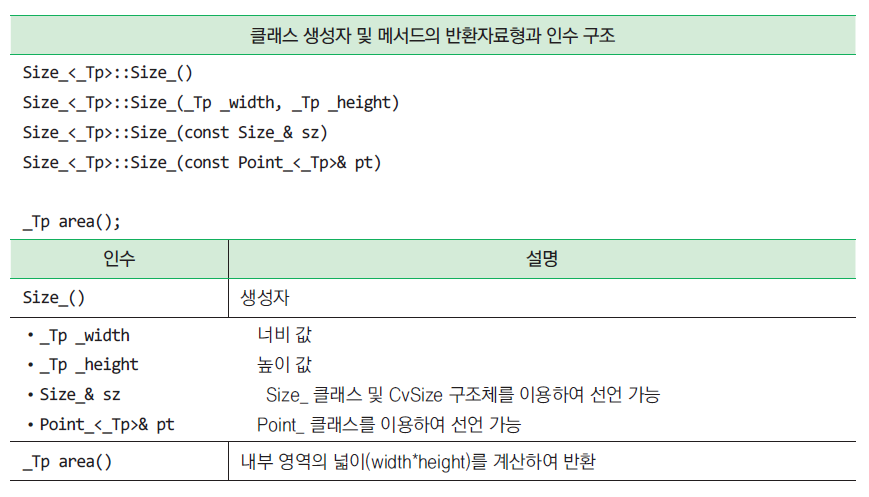 클래스 생성자 및 메서드의 반환자료형과 인수 구조
Size_<_Tp>::Size_()
Size_<_Tp>::Size_(_Tp _width, _Tp _height)
Size_<_Tp>::Size_(const Size_& sz)
Size_<_Tp>::Size_(const Point_<_Tp>& pt)
_Tp area();
인수 설명
Size_() 생성자
• _Tp _width 너비 값
• _Tp _height 높이 값
• Size_& sz Size_ 클래스 및 CvSize 구조체를 이용하여 선언 가능
• Point_<_Tp>& pt Point_ 클래스를 이용하여 선언 가능
_Tp area() 내부 영역의 넓이(width*height)를 계산하여 반환